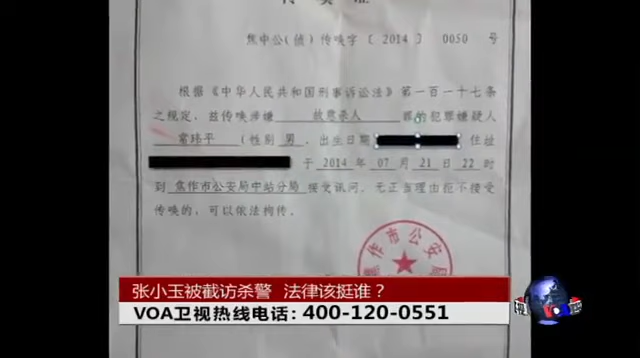 传唤证
焦中公(侦)传唤字〔2014〕0050 号
根据《中华人民共和国刑事诉讼法》第一百一十七条
之规定,兹传唤涉嫌 故意杀人 罪的犯罪嫌疑人
常玮平 (性别 男,出生日期 住址
于 2014 年 07 月 21 日 22 时
到 焦作市公安局中站分局 接受讯问。无正当理由拒不接受
传唤的,可以依法拘传。
焦作市公安局
张小玉被截访杀警 法律该挺谁？
VOA卫视热线电话：400-120-0551
VOA